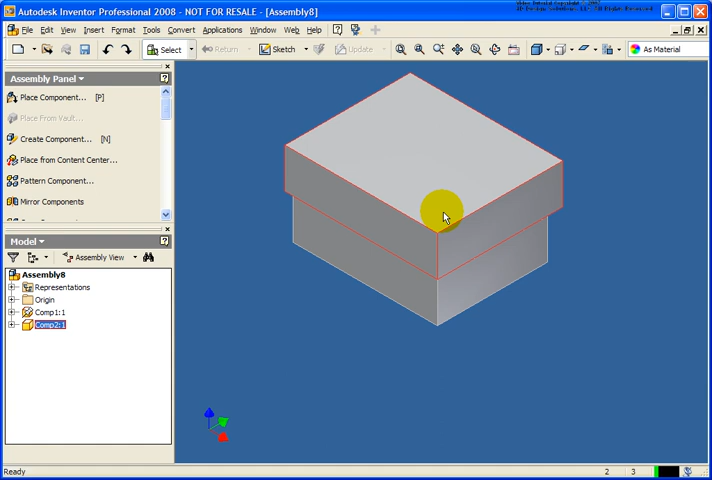 Autodesk Inventor Professional 2008 - NOT FOR RESALE - [Assembly8]
File Edit View Insert Format Tools Convert Applications Window Web Help
Select Return Sketch Update As Material
Assembly Panel
Place Component... [P]
Place From Vault...
Create Component... [N]
Place from Content Center...
Pattern Component...
Mirror Components
Model
Assembly View
Assembly8
Representations
Origin
Comp1:1
Comp2:1
Ready 2 3